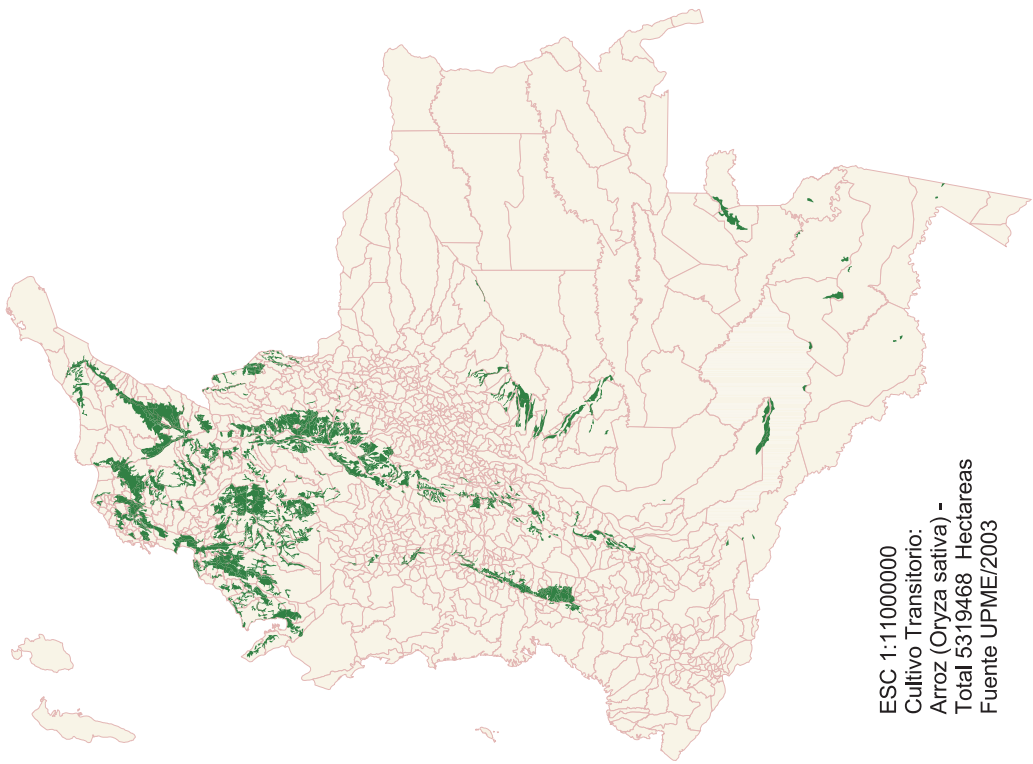 ESC 1:11000000
Cultivo Transitorio:
Arroz (Oryza sativa) -
Total 5319468 Hectareas
Fuente UPME/2003